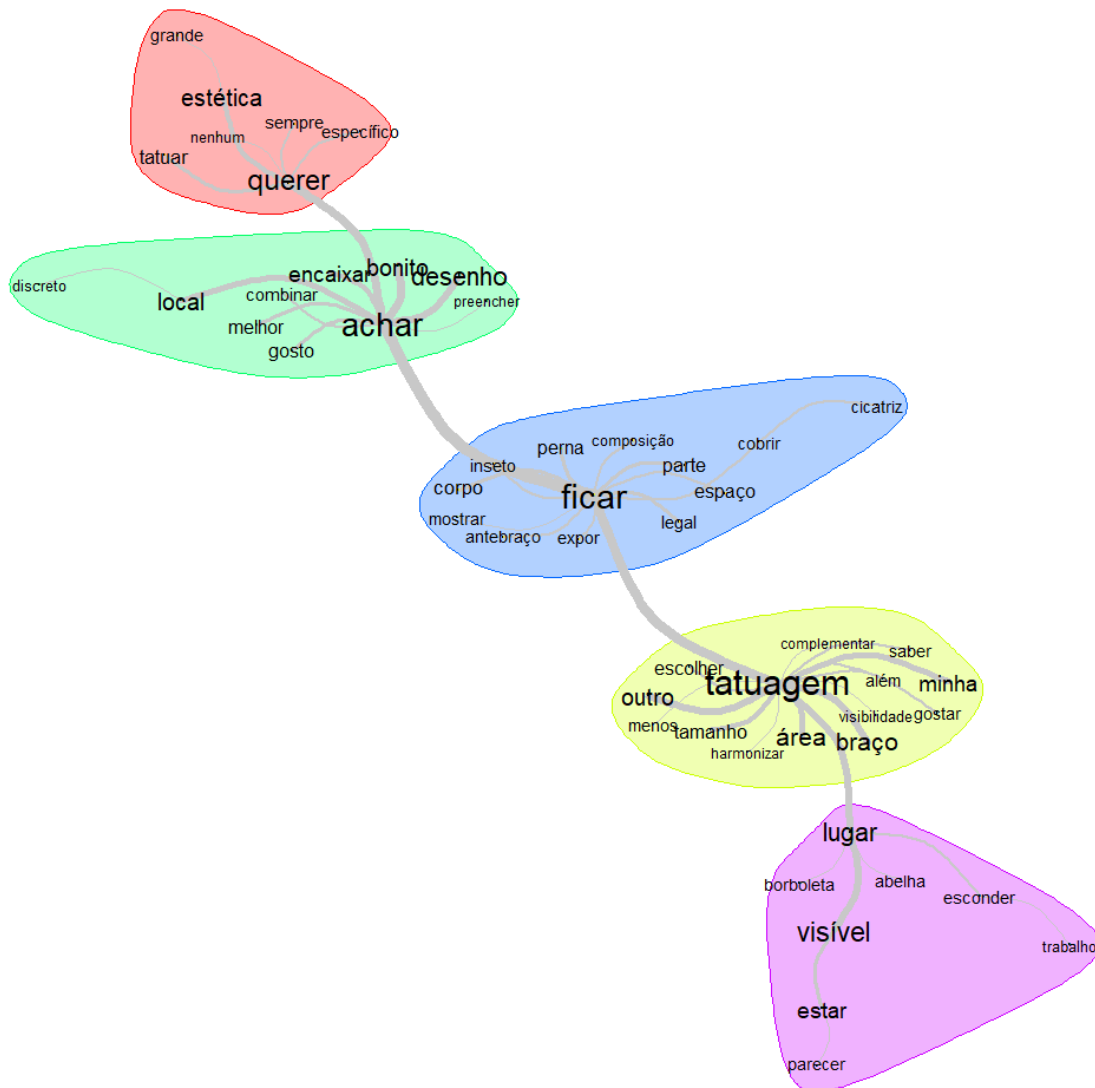 grande
estética
sempre
nenhum
específico
tatuar
querer
bonito
encaixar
desenho
discreto
combinar
local
preencher
melhor
achar
gosto
cicatriz
composição
perna
cobrir
inseto
parte
corpo
espaço
ficar
mostrar
legal
antebraço
expor
complementar
saber
escolher
além
tatuagem
minha
outro
visibilidade
gostar
menos
tamanho
área
braço
harmonizar
lugar
borboleta
abelha
esconder
visível
trabalho
estar
parecer